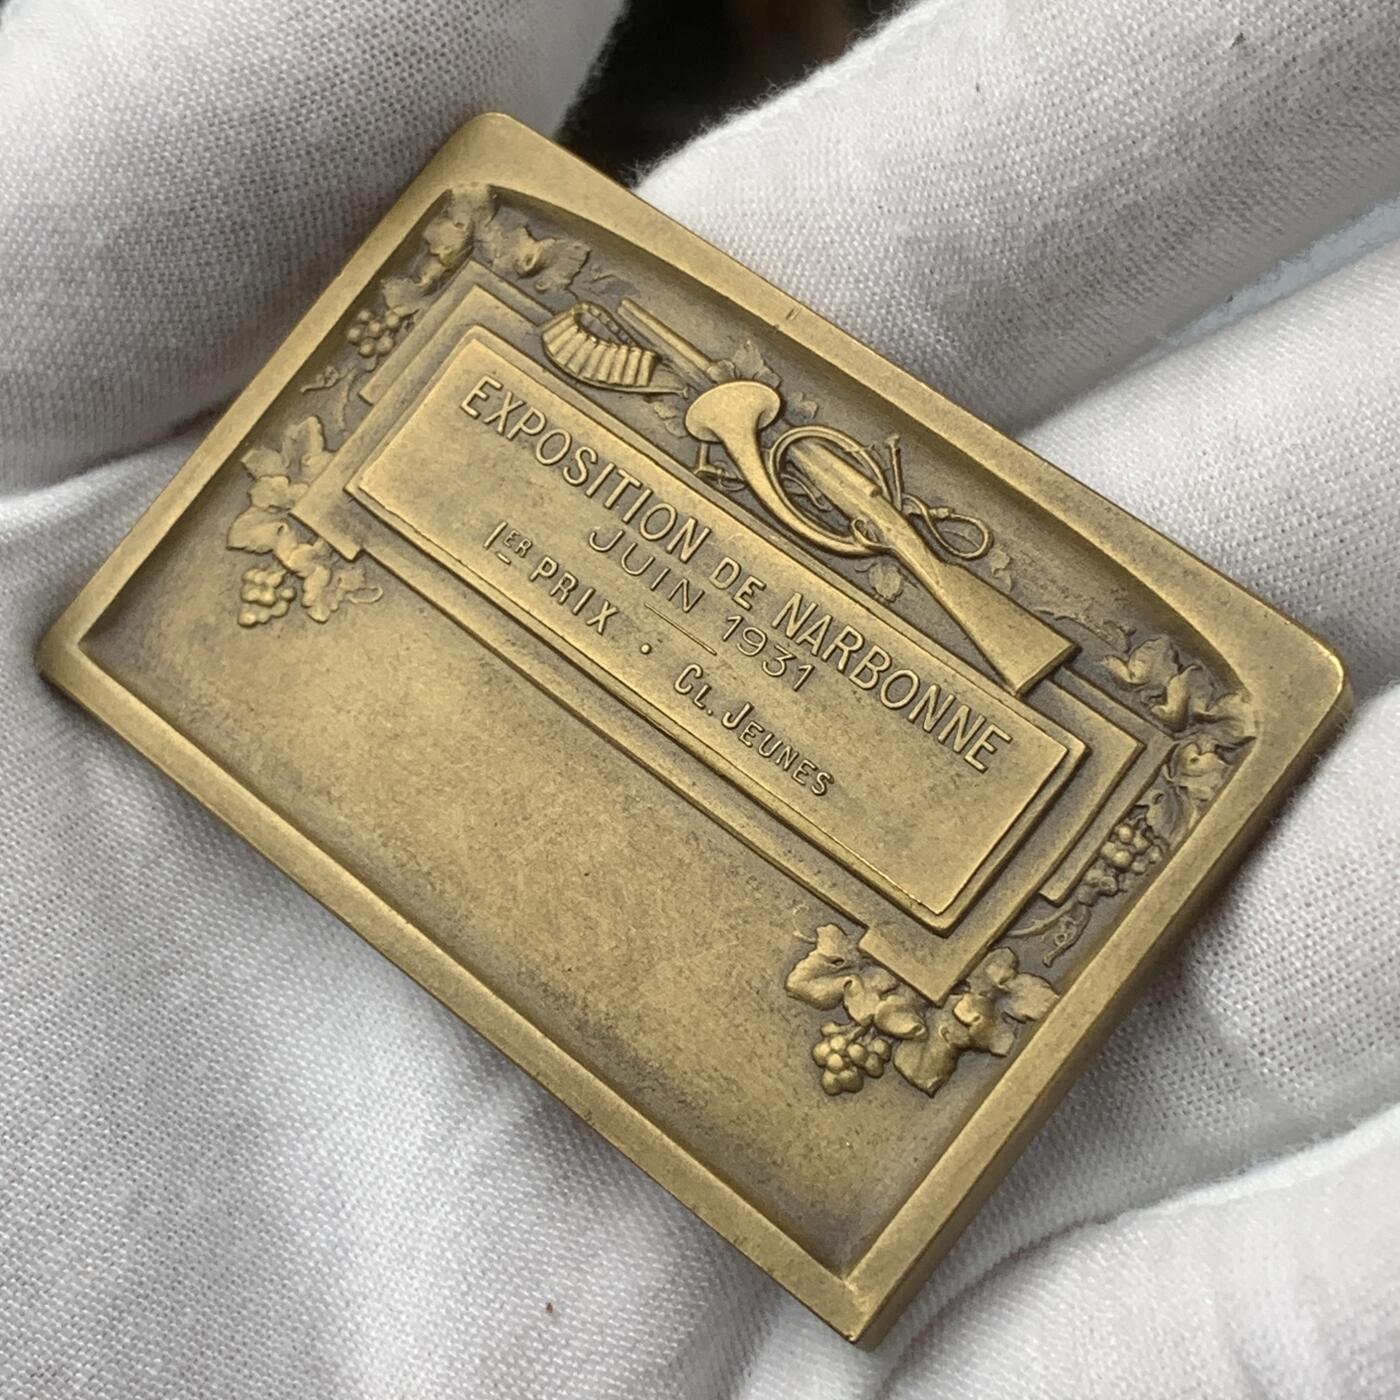 EXPOSITION DE NARBONNE
JUIN 1931
1ER PRIX . CL. JEUNES